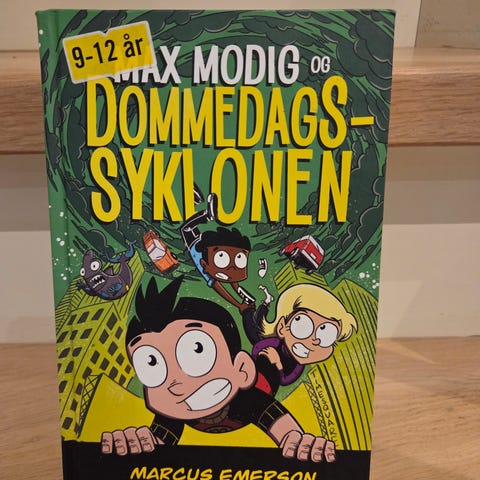 9-12 år
MAX MODIG OG
DOMMEDAGS-
SYKLONEN
MARCUS EMERSON